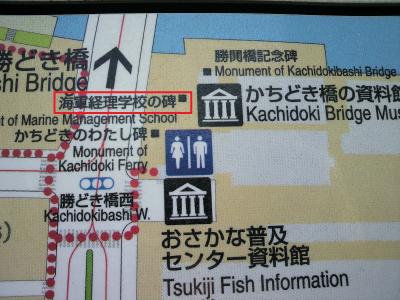 勝どき橋
勝鬨橋記念碑
Monument of Kachidokibashi Bridge
海軍経理学校の碑
かちどき橋の資料館
Kachidoki Bridge
of Marine Management School
かちどきのわたし碑
Monument of
Kachidoki Ferry
勝どき橋西
Kachidokibashi W.
おさかな普及
センター資料館
Tsukiji Fish Information